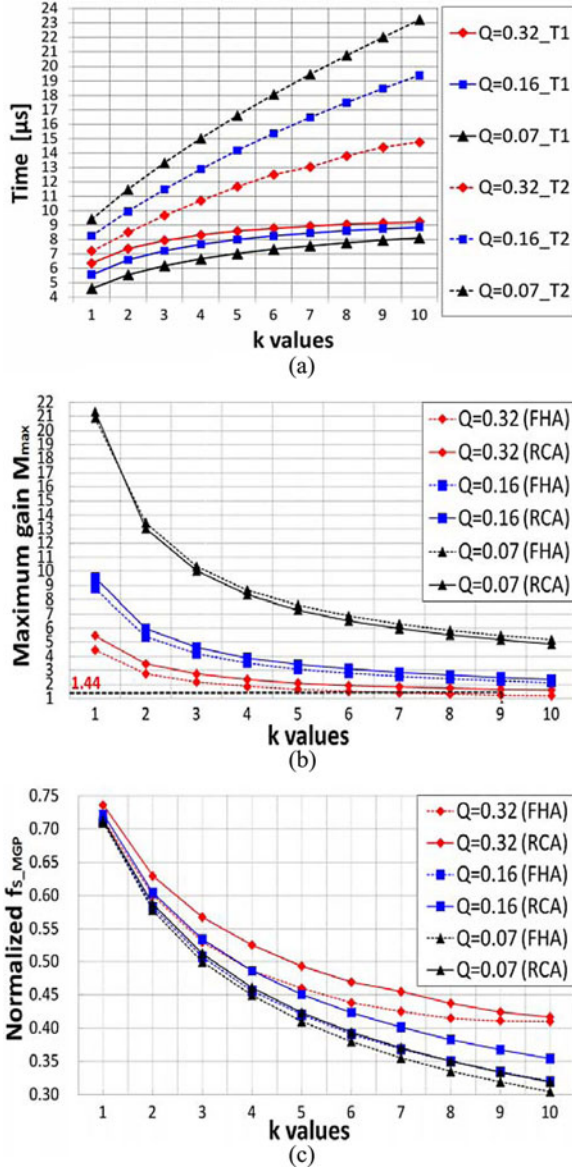 24
23
22
21
20
19
18
17
16
15
14
13
12
11
10
9
8
7
6
5
4
Time [µs]
1 2 3 4 5 6 7 8 9 10
k values
Q=0.32_T1
Q=0.16_T1
Q=0.07_T1
Q=0.32_T2
Q=0.16_T2
Q=0.07_T2
(a)
22
21
20
19
18
17
16
15
14
13
12
11
10
9
8
7
6
5
4
3
2
1
Maximum gain Mmax
1.44
1 2 3 4 5 6 7 8 9 10
k values
Q=0.32 (FHA)
Q=0.32 (RCA)
Q=0.16 (FHA)
Q=0.16 (RCA)
Q=0.07 (FHA)
Q=0.07 (RCA)
(b)
0.75
0.70
0.65
0.60
0.55
0.50
0.45
0.40
0.35
0.30
Normalized fS_MGP
1 2 3 4 5 6 7 8 9 10
k values
Q=0.32 (FHA)
Q=0.32 (RCA)
Q=0.16 (FHA)
Q=0.16 (RCA)
Q=0.07 (FHA)
Q=0.07 (RCA)
(c)